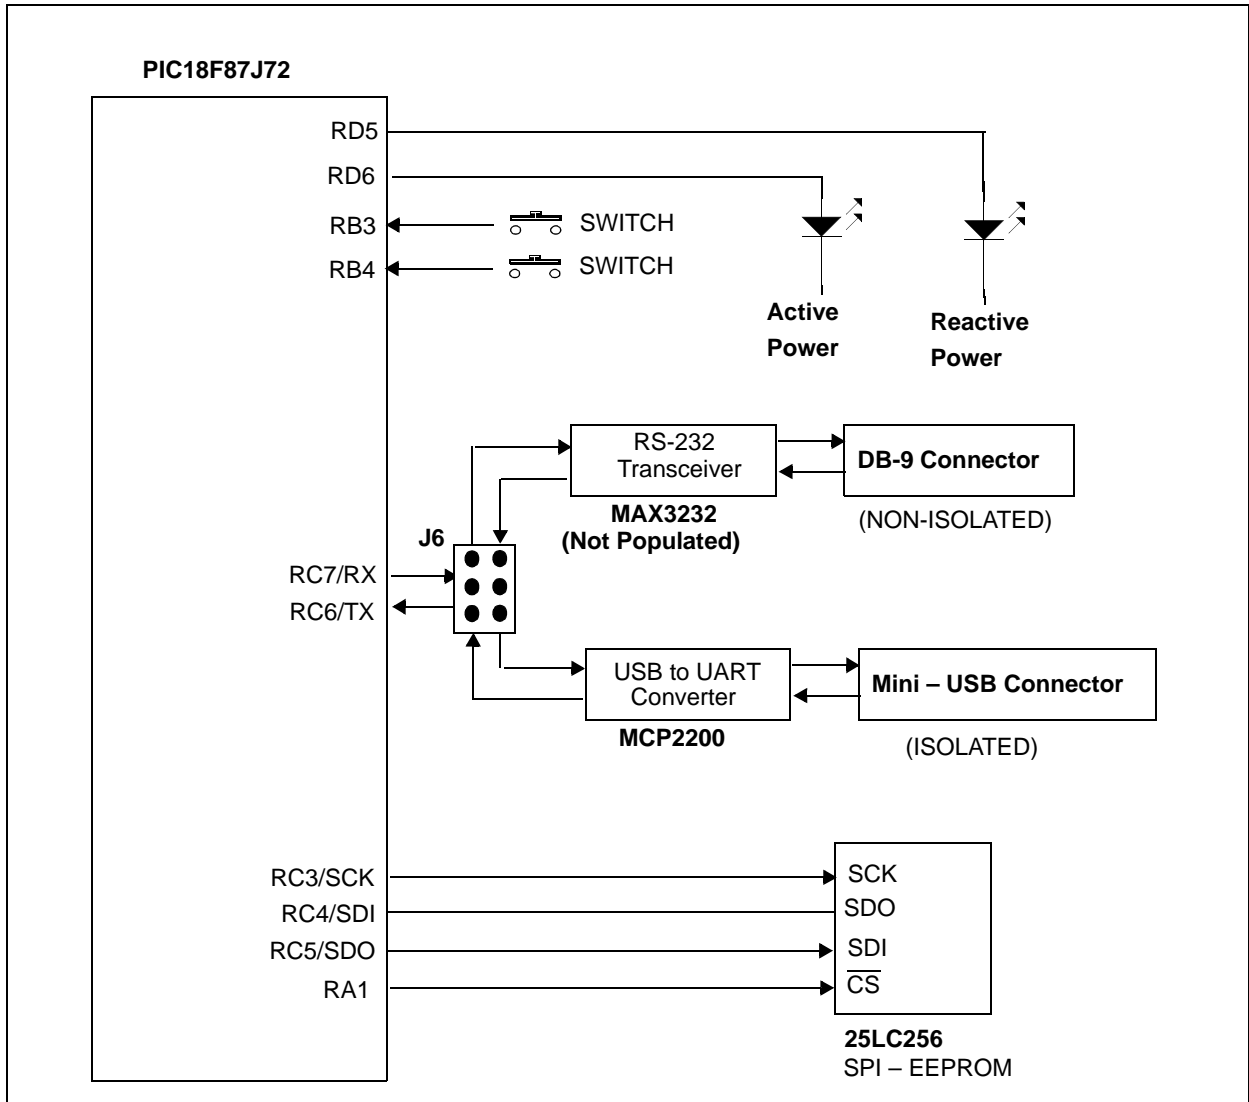 PIC18F87J72
RD5
RD6
RB3
SWITCH
RB4
SWITCH
Active
Power
Reactive
Power
RS-232
Transceiver
MAX3232
(Not Populated)
DB-9 Connector
(NON-ISOLATED)
J6
RC7/RX
RC6/TX
USB to UART
Converter
MCP2200
Mini – USB Connector
(ISOLATED)
RC3/SCK
RC4/SDI
RC5/SDO
RA1
SCK
SDO
SDI
C̅S̅
25LC256
SPI – EEPROM